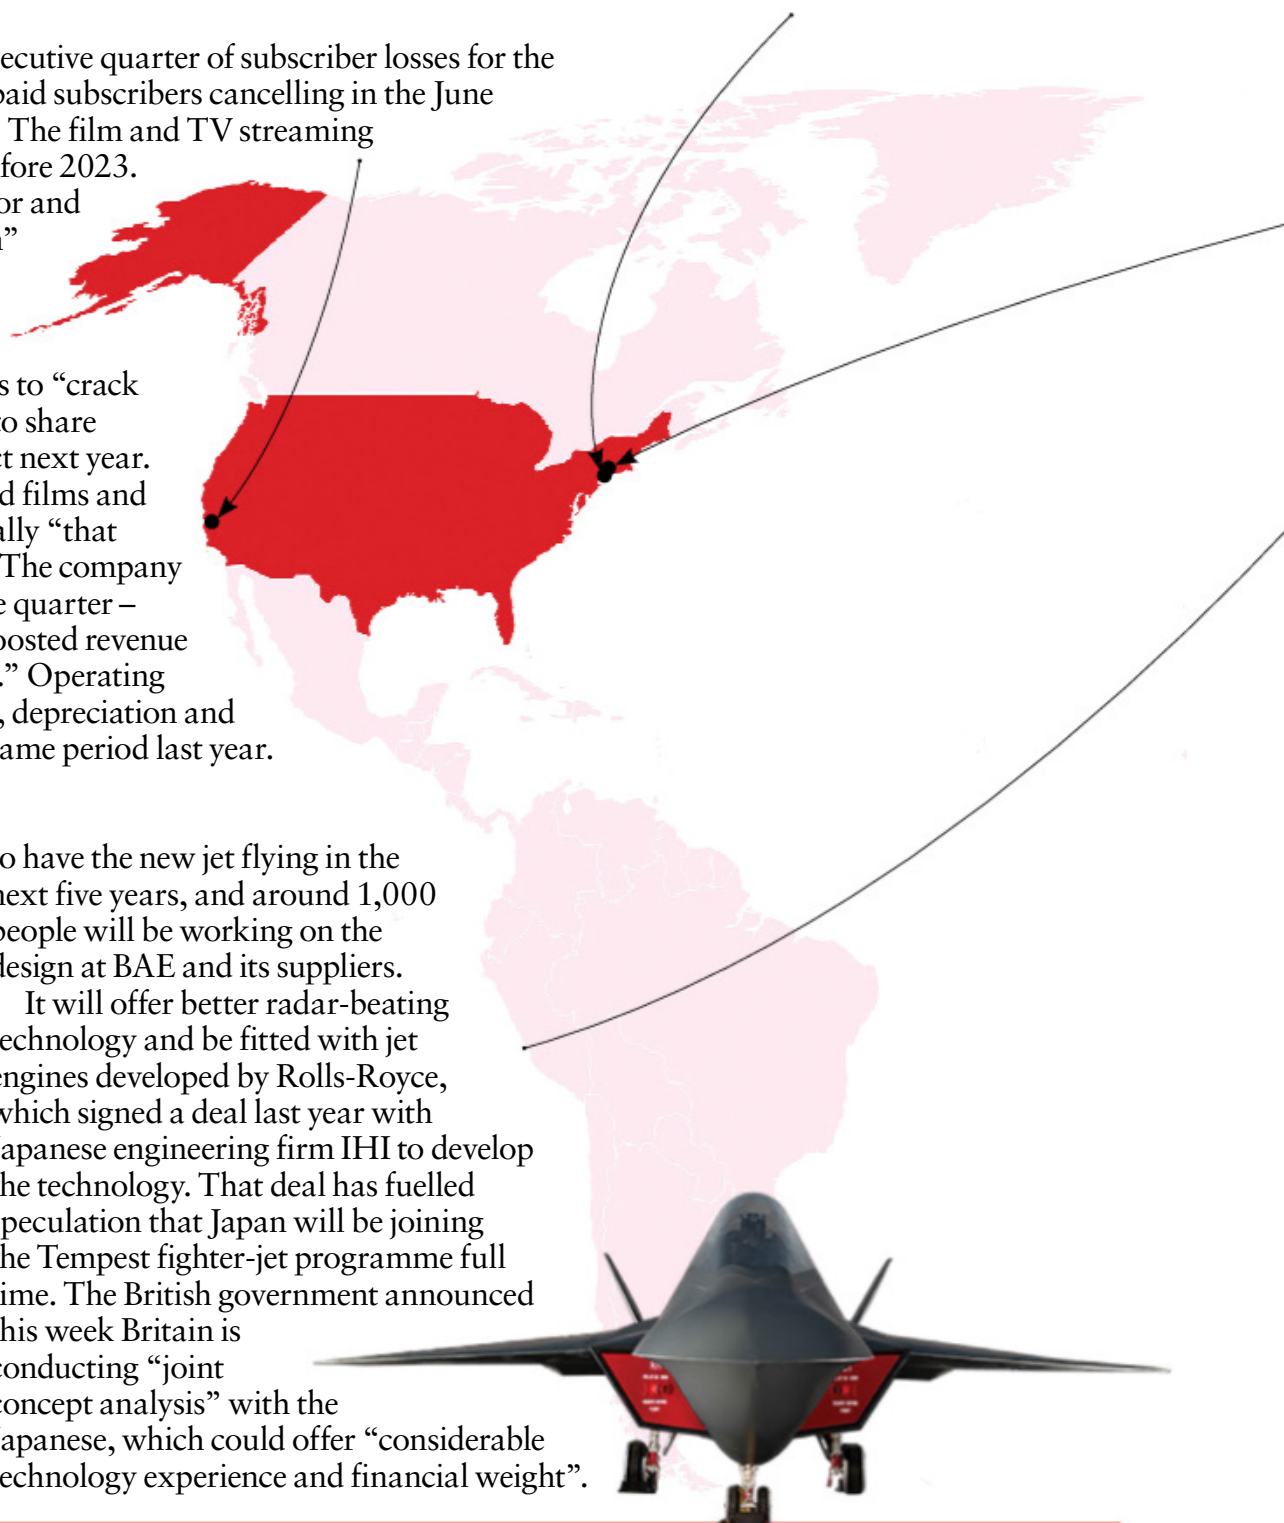 ecutive quarter of subscriber losses for the
paid subscribers cancelling in the June
The film and TV streaming
fore 2023.
or and
”
s to “crack
to share
ct next year.
d films and
ally “that
The company
e quarter –
oosted revenue
.” Operating
, depreciation and
ame period last year.
o have the new jet flying in the
next five years, and around 1,000
people will be working on the
design at BAE and its suppliers.
It will offer better radar-beating
echnology and be fitted with jet
engines developed by Rolls-Royce,
which signed a deal last year with
Japanese engineering firm IHI to develop
he technology. That deal has fuelled
peculation that Japan will be joining
he Tempest fighter-jet programme full
ime. The British government announced
his week Britain is
conducting “joint
concept analysis” with the
Japanese, which could offer “considerable
echnology experience and financial weight”.